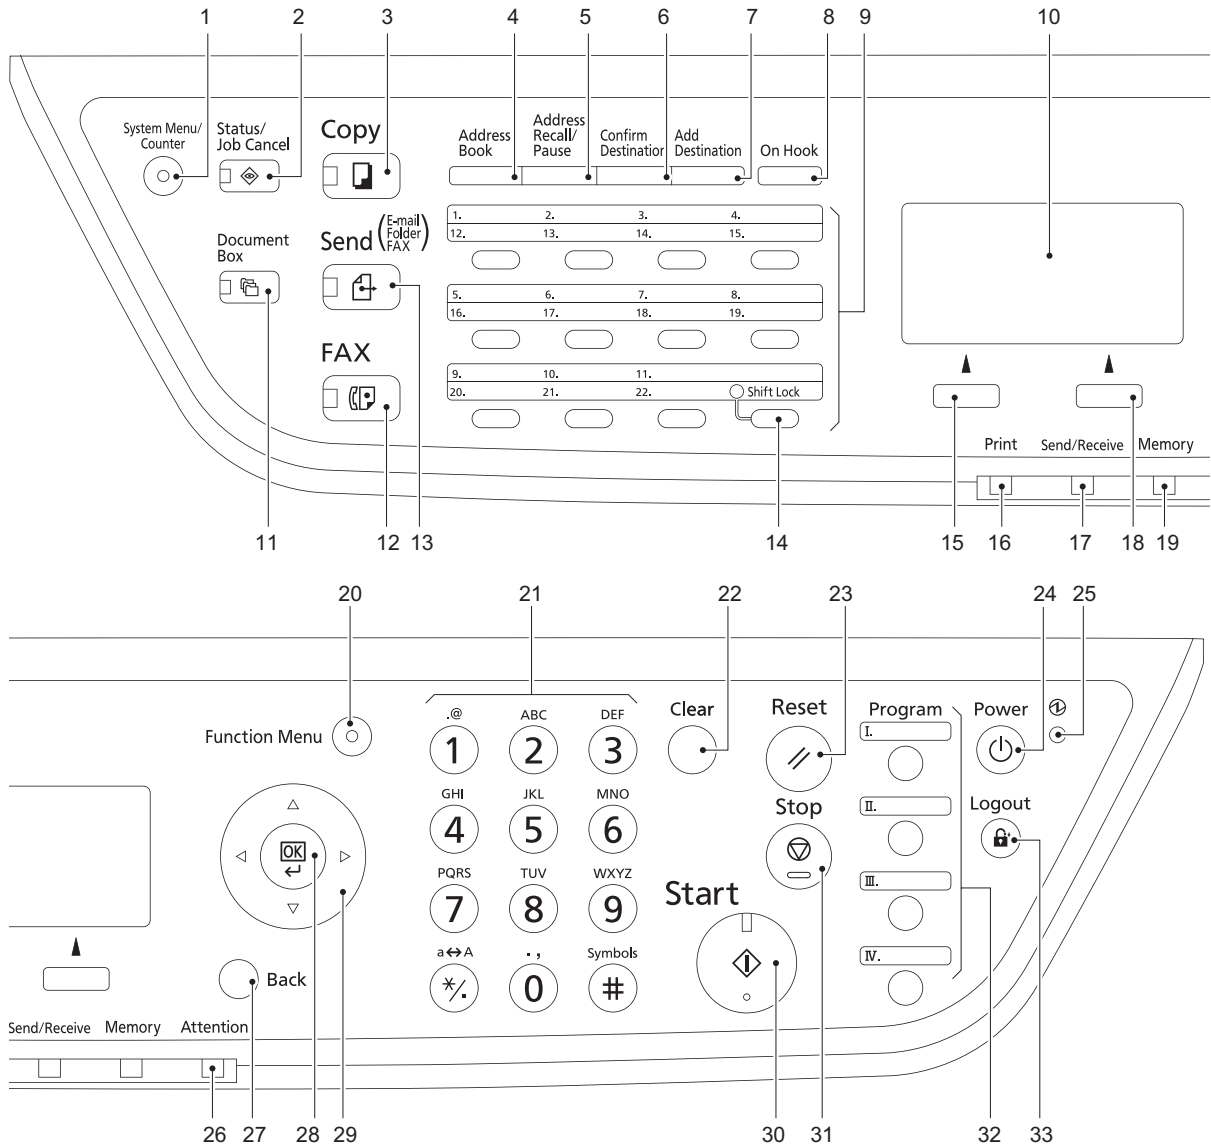 1 2 3 4 5 6 7 8 9 10
System Menu/
Counter
Status/
Job Cancel
Copy
Address
Book
Address
Recall/
Pause
Confirm
Destination
Add
Destination
On Hook
1. 2. 3. 4.
12. 13. 14. 15.
Document
Box
Send
E-mail
Folder
FAX
5. 6. 7. 8.
16. 17. 18. 19.
FAX
9. 10. 11.
20. 21. 22.
Shift Lock
Print Send/Receive Memory
11 12 13 14 15 16 17 18 19
20 21 22 23 24 25
Function Menu
.@ ABC DEF
1 2 3
GHI JKL MNO
4 5 6
PQRS TUV WXYZ
7 8 9
a↔A . , Symbols
*/. 0 #
Clear
Reset
Stop
Start
Program
I.
II.
III.
IV.
Power
Logout
OK
Back
Send/Receive Memory Attention
26 27 28 29 30 31 32 33